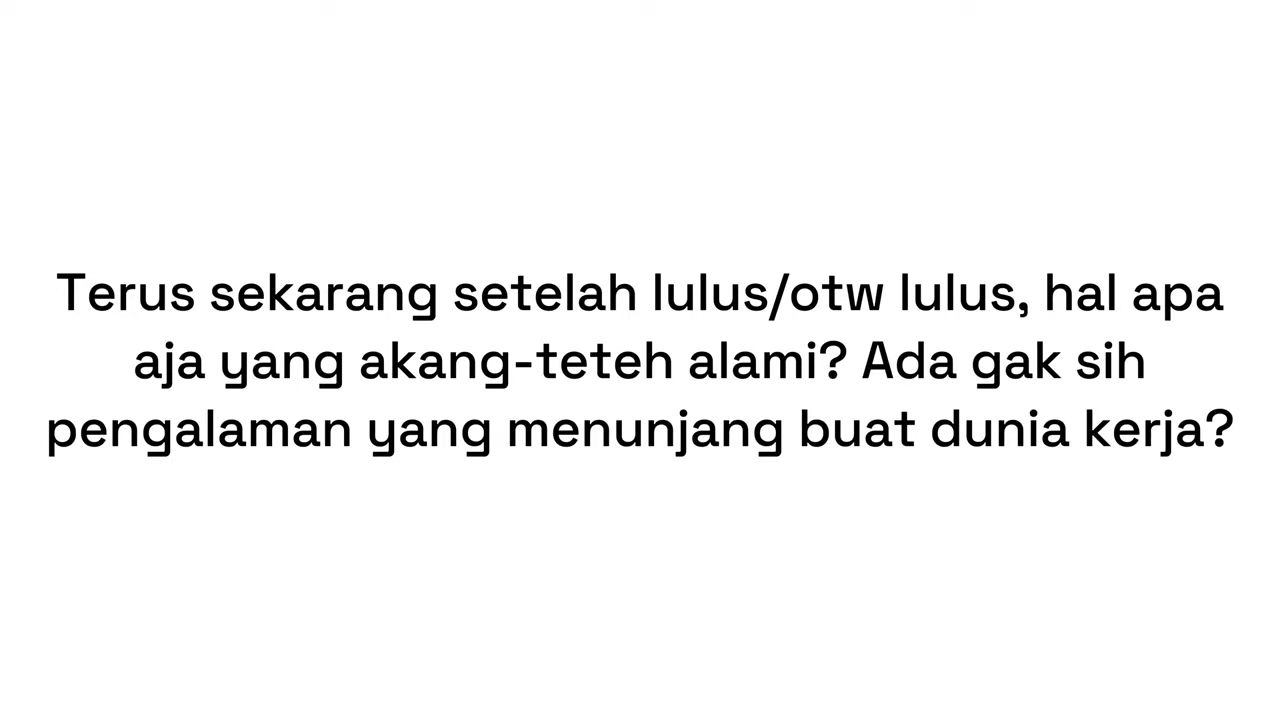 Terus sekarang setelah lulus/otw lulus, hal apa
aja yang akang-teteh alami? Ada gak sih
pengalaman yang menunjang buat dunia kerja?